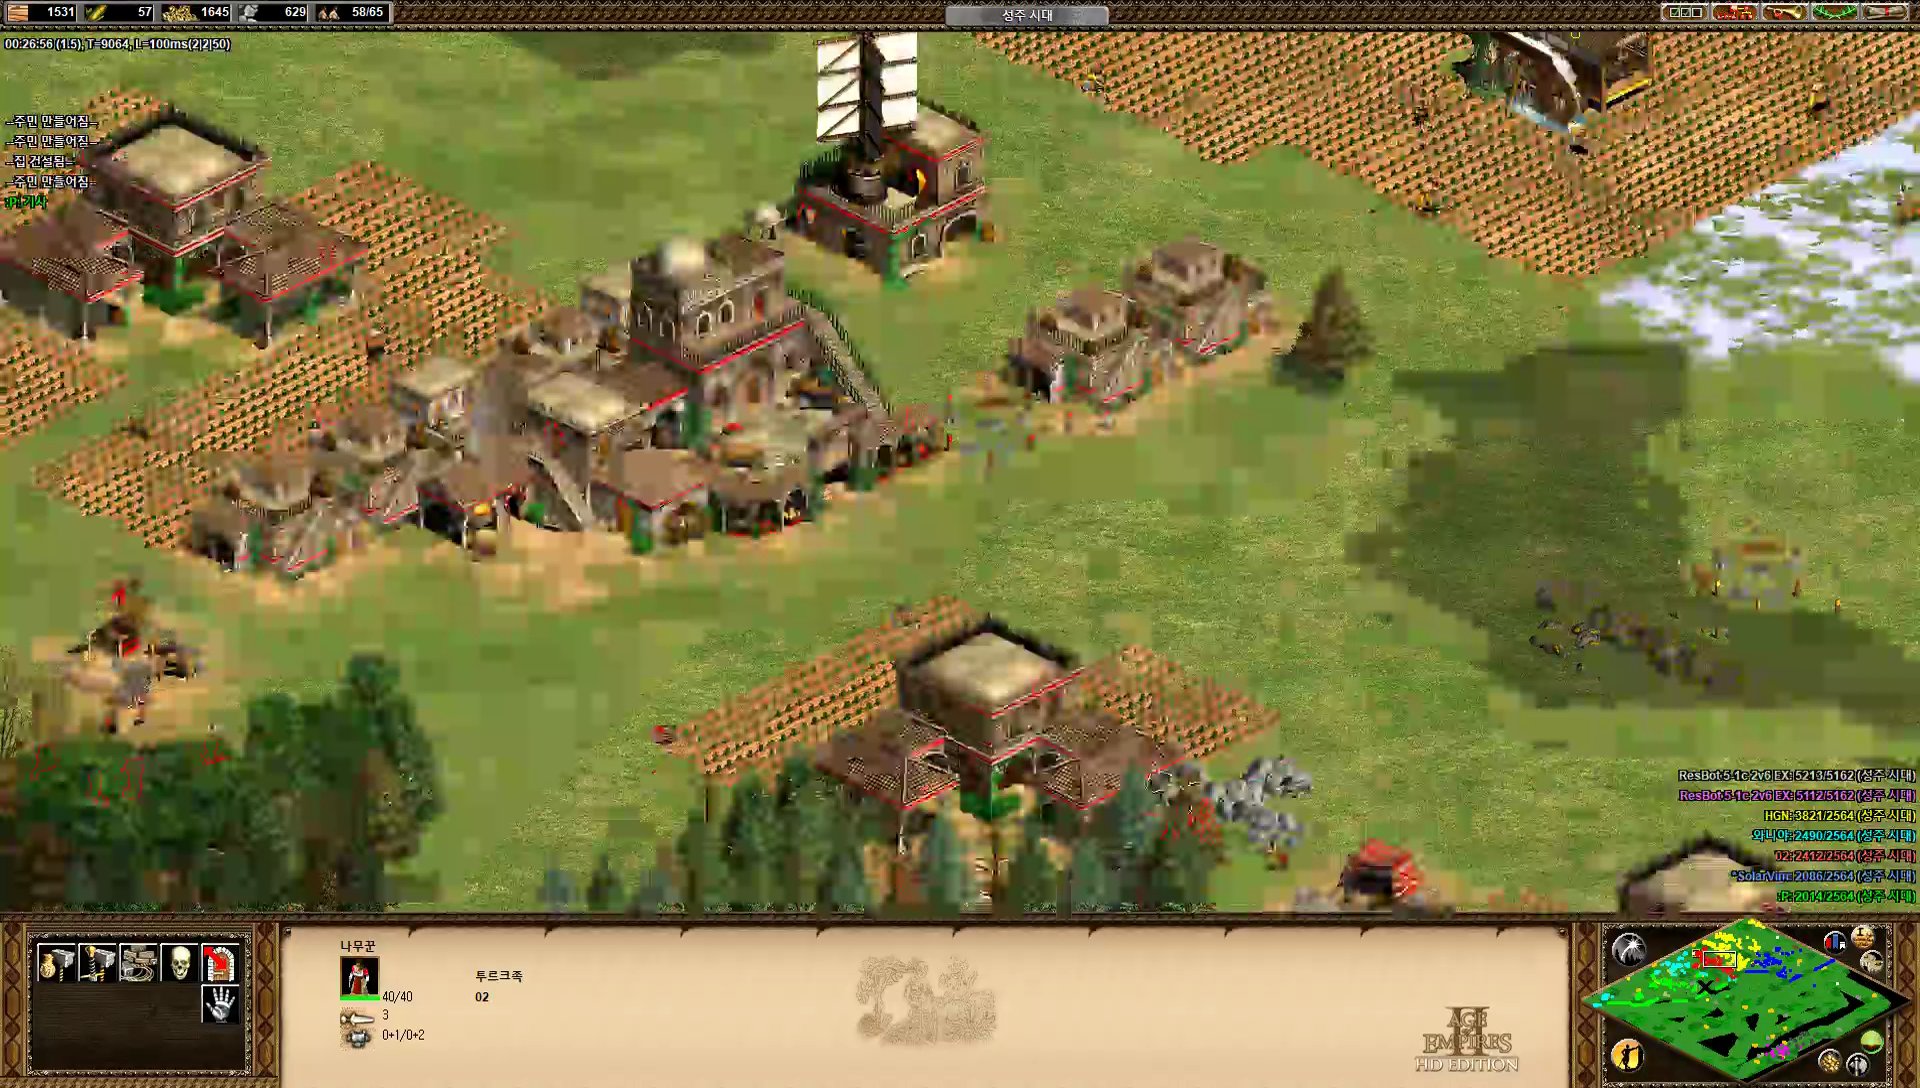 1531 57 1645 629 58/65
성주 시대
00:26:56 (1.5), T=9064, L=100ms(2|2|50)
--주민 만들어짐--
--주민 만들어짐--
--집 건설됨--
--주민 만들어짐--
:P: 기사
ResBot 5-1c 2v6 EX: 5213/5162 (성주 시대)
ResBot 5-1c 2v6 EX: 5112/5162 (성주 시대)
HGN: 3821/2564 (성주 시대)
와니야: 2490/2564 (성주 시대)
02: 2412/2564 (성주 시대)
*SolarVin: 2086/2564 (성주 시대)
:P: 2014/2564 (성주 시대)
나무꾼
투르크족
40/40
02
3
0+1/0+2
AGE
II
EMPIRES
HD EDITION